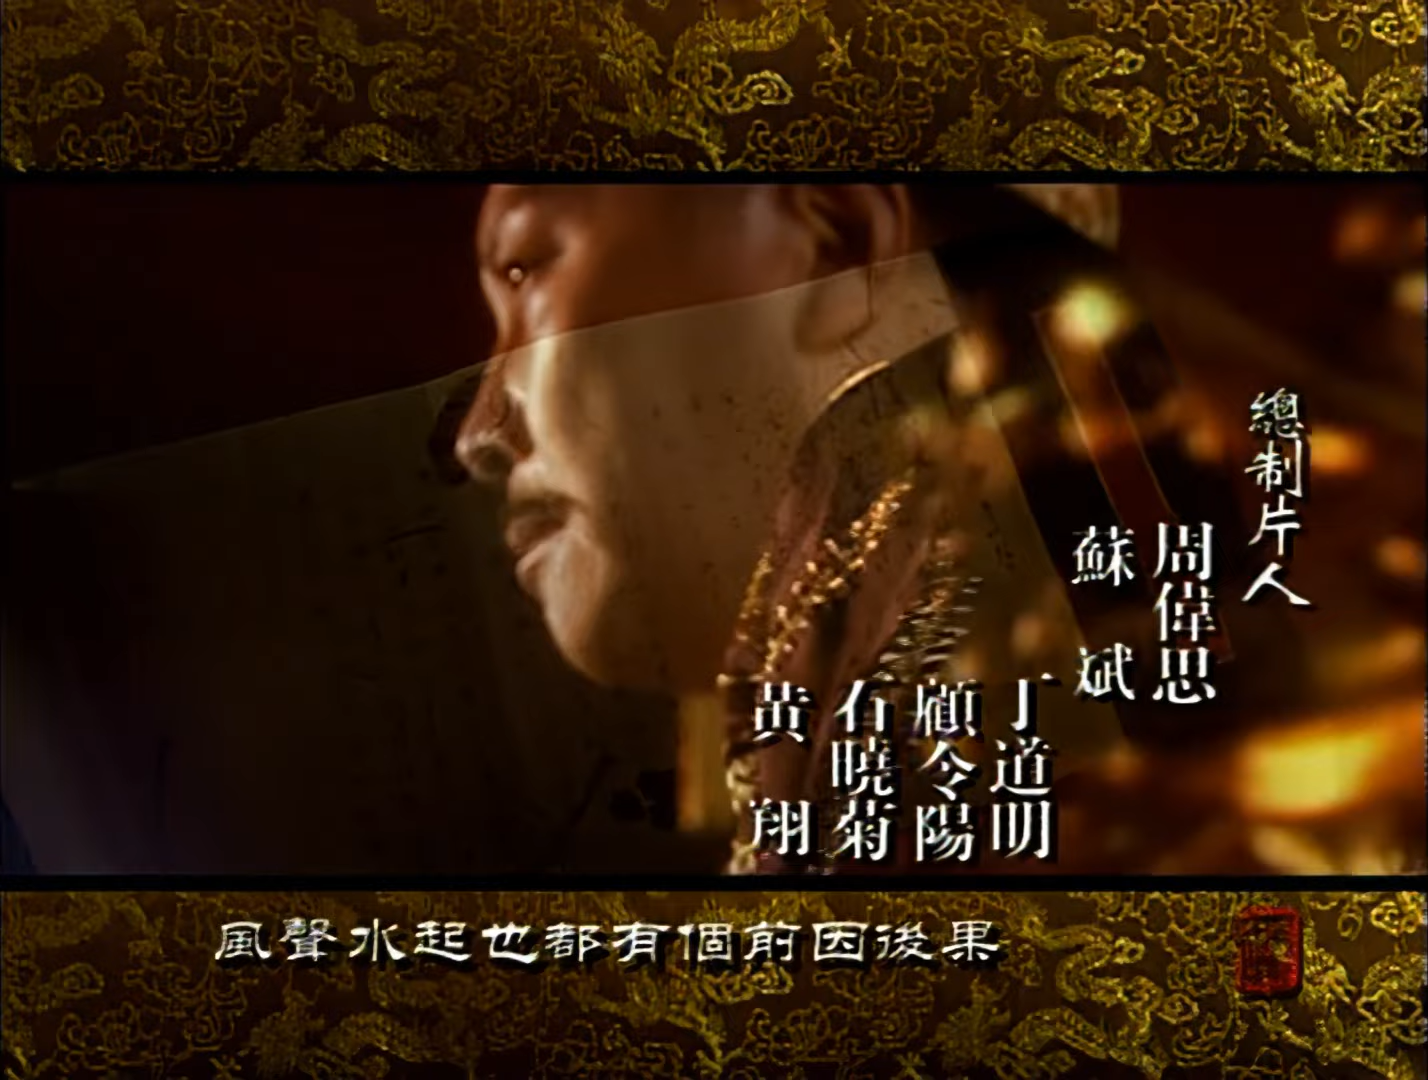 總制片人
周偉思
蘇斌
丁道明
顧令陽
石曉菊
黃翔
風聲水起也都有個前因後果